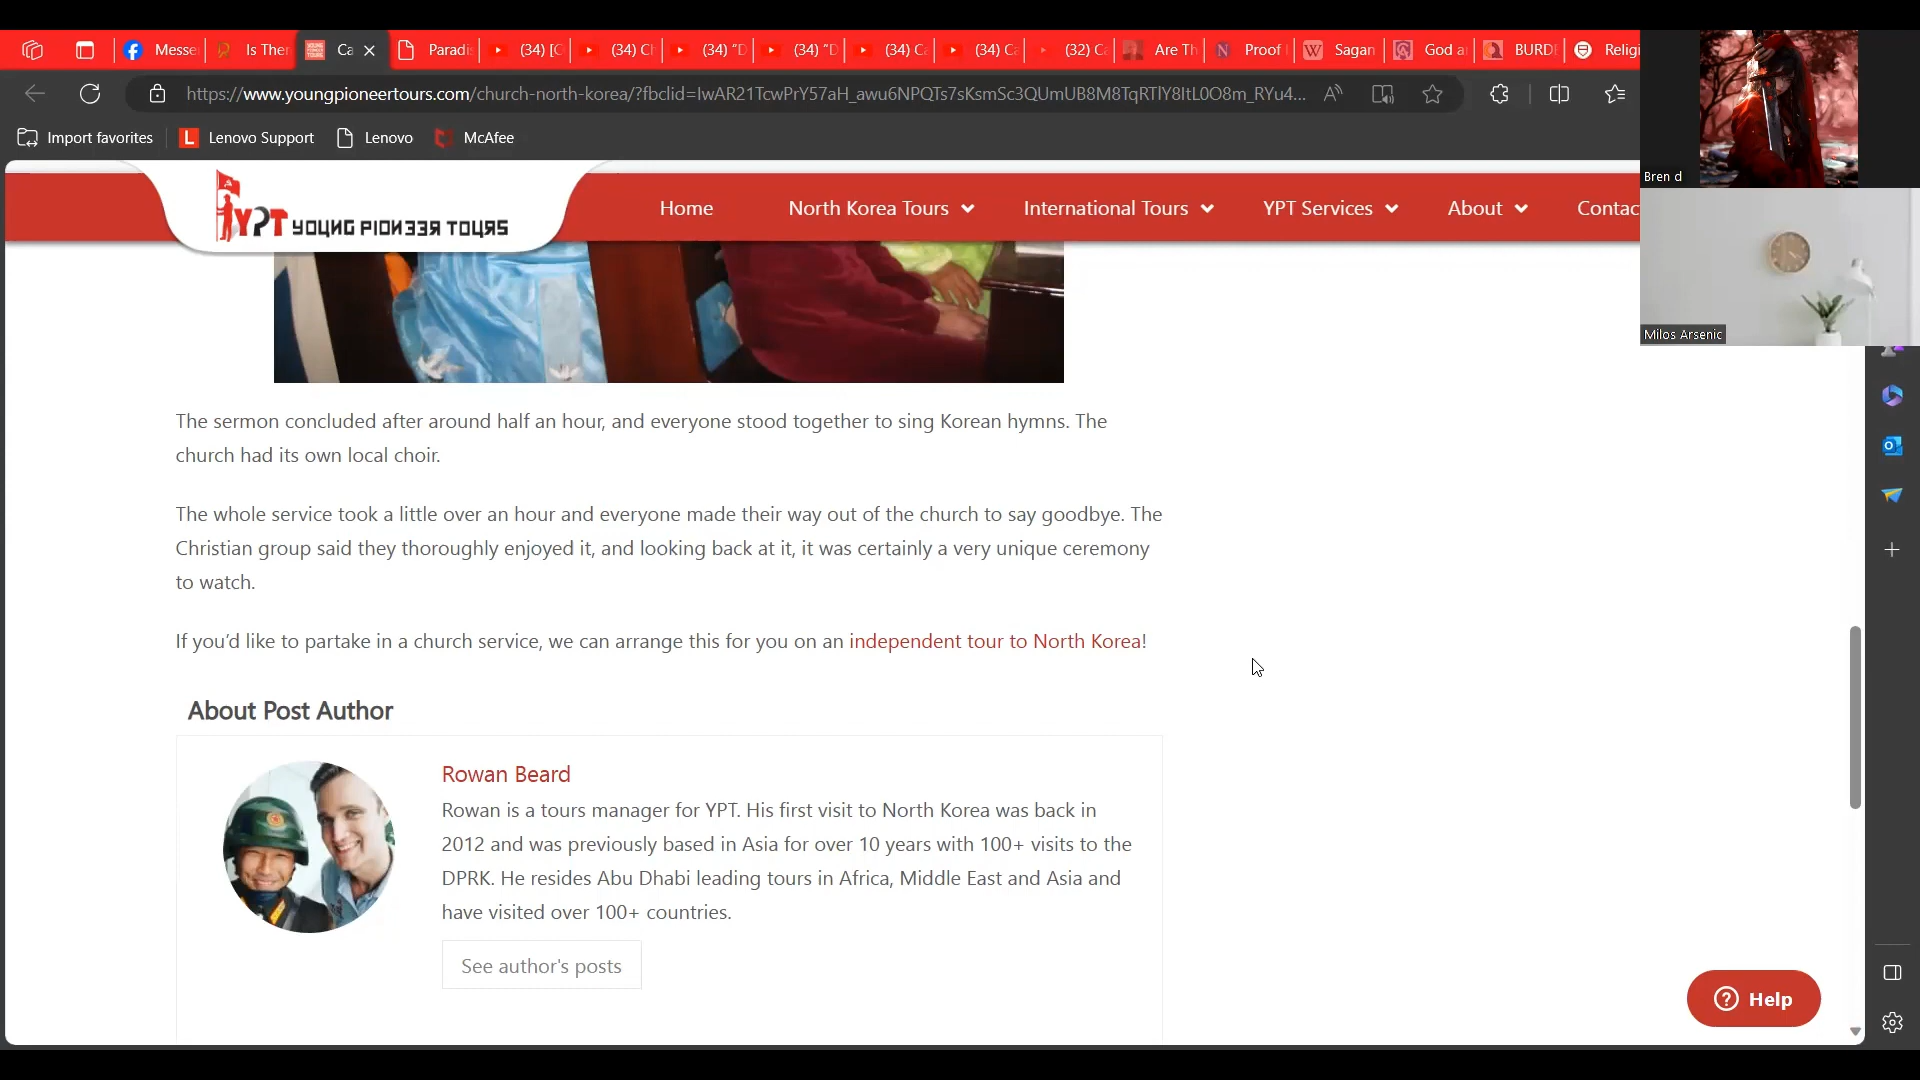 Messe
Is Ther
Ca
Paradis
(34) [C
(34) Ch
(34) "D
(34) "D
(34) Ca
(34) Ca
(32) Ca
Are Th
Proof
Sagan
God a
BURDE
Religi
https://www.youngpioneertours.com/church-north-korea/?fbclid=IwAR21TcwPrY57aH_awu6NPQTs7sKsmSc3QUmUB8M8TqRTlY8ItL0O8m_RYu4...
Import favorites
Lenovo Support
Lenovo
McAfee
Bren d
YPT YOUNG PIONEER TOURS
Home
North Korea Tours
International Tours
YPT Services
About
Contac
Milos Arsenic
The sermon concluded after around half an hour, and everyone stood together to sing Korean hymns. The
church had its own local choir.
The whole service took a little over an hour and everyone made their way out of the church to say goodbye. The
Christian group said they thoroughly enjoyed it, and looking back at it, it was certainly a very unique ceremony
to watch.
If you’d like to partake in a church service, we can arrange this for you on an independent tour to North Korea!
About Post Author
Rowan Beard
Rowan is a tours manager for YPT. His first visit to North Korea was back in
2012 and was previously based in Asia for over 10 years with 100+ visits to the
DPRK. He resides Abu Dhabi leading tours in Africa, Middle East and Asia and
have visited over 100+ countries.
See author's posts
Help